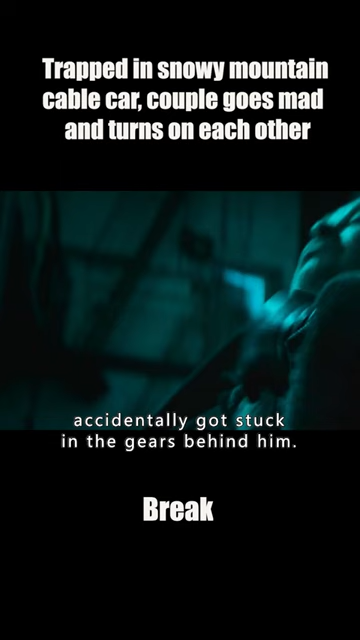 Trapped in snowy mountain
cable car, couple goes mad
and turns on each other
accidentally got stuck
in the gears behind him.
Break